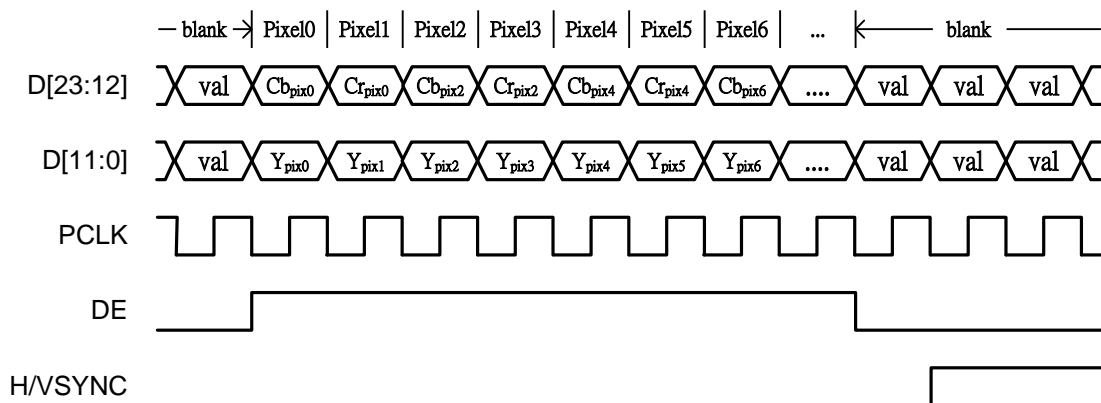 blank Pixel0 Pixel1 Pixel2 Pixel3 Pixel4 Pixel5 Pixel6 ... blank
D[23:12] val Cbpix0 Crpix0 Cbpix2 Crpix2 Cbpix4 Crpix4 Cbpix6 .... val val val
D[11:0] val Ypix0 Ypix1 Ypix2 Ypix3 Ypix4 Ypix5 Ypix6 .... val val val
PCLK
DE
H/VSYNC